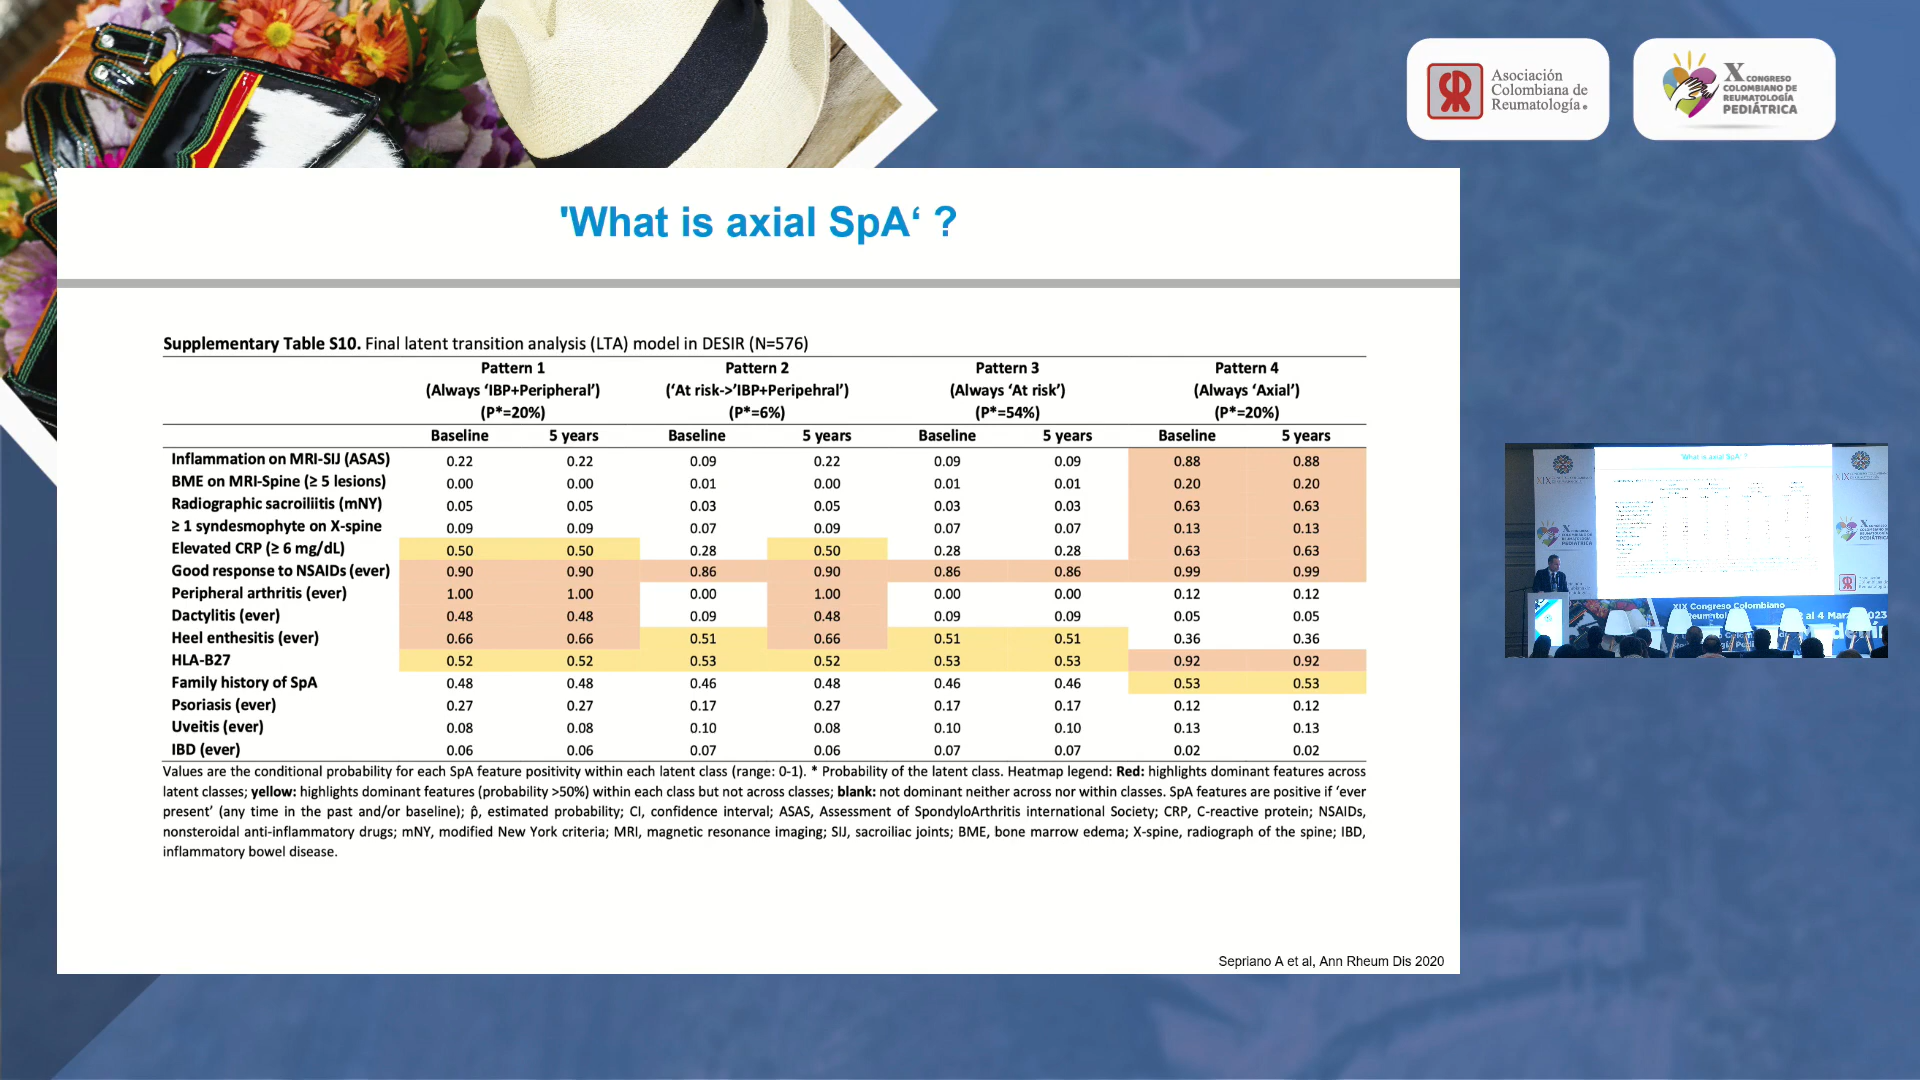 Asociación
Colombiana de
Reumatología.
X CONGRESO
COLOMBIANO DE
REUMATOLOGÍA
PEDIÁTRICA
'What is axial SpA‘ ?
Supplementary Table S10. Final latent transition analysis (LTA) model in DESIR (N=576)
Pattern 1 Pattern 2 Pattern 3 Pattern 4
(Always ‘IBP+Peripheral’) (‘At risk->’IBP+Peripehral’) (Always ‘At risk’) (Always ‘Axial’)
(P*=20%) (P*=6%) (P*=54%) (P*=20%)
Baseline 5 years Baseline 5 years Baseline 5 years Baseline 5 years
Inflammation on MRI-SIJ (ASAS) 0.22 0.22 0.09 0.22 0.09 0.09 0.88 0.88
BME on MRI-Spine (≥ 5 lesions) 0.00 0.00 0.01 0.00 0.01 0.01 0.20 0.20
Radiographic sacroiliitis (mNY) 0.05 0.05 0.03 0.05 0.03 0.03 0.63 0.63
≥ 1 syndesmophyte on X-spine 0.09 0.09 0.07 0.09 0.07 0.07 0.13 0.13
Elevated CRP (≥ 6 mg/dL) 0.50 0.50 0.28 0.50 0.28 0.28 0.63 0.63
Good response to NSAIDs (ever) 0.90 0.90 0.86 0.90 0.86 0.86 0.99 0.99
Peripheral arthritis (ever) 1.00 1.00 0.00 1.00 0.00 0.00 0.12 0.12
Dactylitis (ever) 0.48 0.48 0.09 0.48 0.09 0.09 0.05 0.05
Heel enthesitis (ever) 0.66 0.66 0.51 0.66 0.51 0.51 0.36 0.36
HLA-B27 0.52 0.52 0.53 0.52 0.53 0.53 0.92 0.92
Family history of SpA 0.48 0.48 0.46 0.48 0.46 0.46 0.53 0.53
Psoriasis (ever) 0.27 0.27 0.17 0.27 0.17 0.17 0.12 0.12
Uveitis (ever) 0.08 0.08 0.10 0.08 0.10 0.10 0.13 0.13
IBD (ever) 0.06 0.06 0.07 0.06 0.07 0.07 0.02 0.02
Values are the conditional probability for each SpA feature positivity within each latent class (range: 0-1). * Probability of the latent class. Heatmap legend: Red: highlights dominant features across
latent classes; yellow: highlights dominant features (probability >50%) within each class but not across classes; blank: not dominant neither across nor within classes. SpA features are positive if ‘ever
present’ (any time in the past and/or baseline); p̂, estimated probability; CI, confidence interval; ASAS, Assessment of SpondyloArthritis international Society; CRP, C-reactive protein; NSAIDs,
nonsteroidal anti-inflammatory drugs; mNY, modified New York criteria; MRI, magnetic resonance imaging; SIJ, sacroiliac joints; BME, bone marrow edema; X-spine, radiograph of the spine; IBD,
inflammatory bowel disease.
Sepriano A et al, Ann Rheum Dis 2020
'What is axial SpA‘ ?
XIX Congreso Colombiano
al 4 Marz 2023